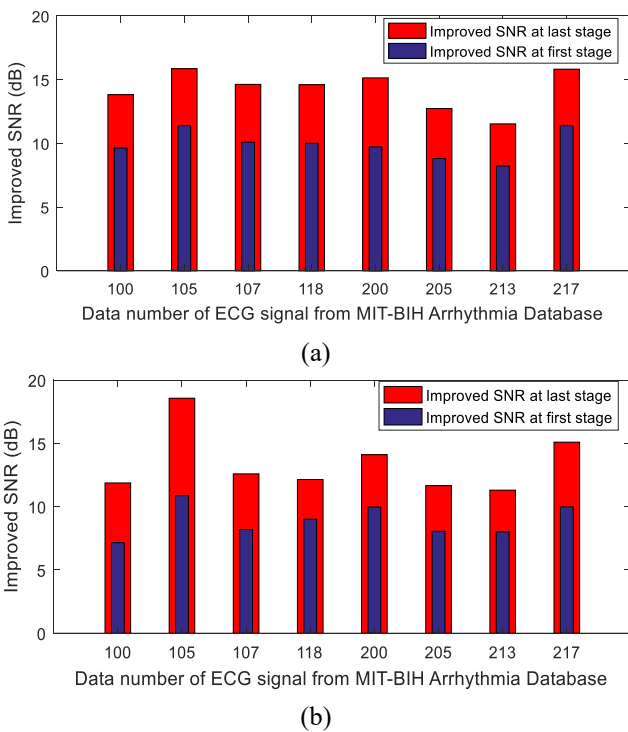 Improved SNR (dB)
20
15
10
5
0
Improved SNR at last stage
Improved SNR at first stage
100 105 107 118 200 205 213 217
Data number of ECG signal from MIT-BIH Arrhythmia Database
(a)
Improved SNR (dB)
20
15
10
5
0
Improved SNR at last stage
Improved SNR at first stage
100 105 107 118 200 205 213 217
Data number of ECG signal from MIT-BIH Arrhythmia Database
(b)